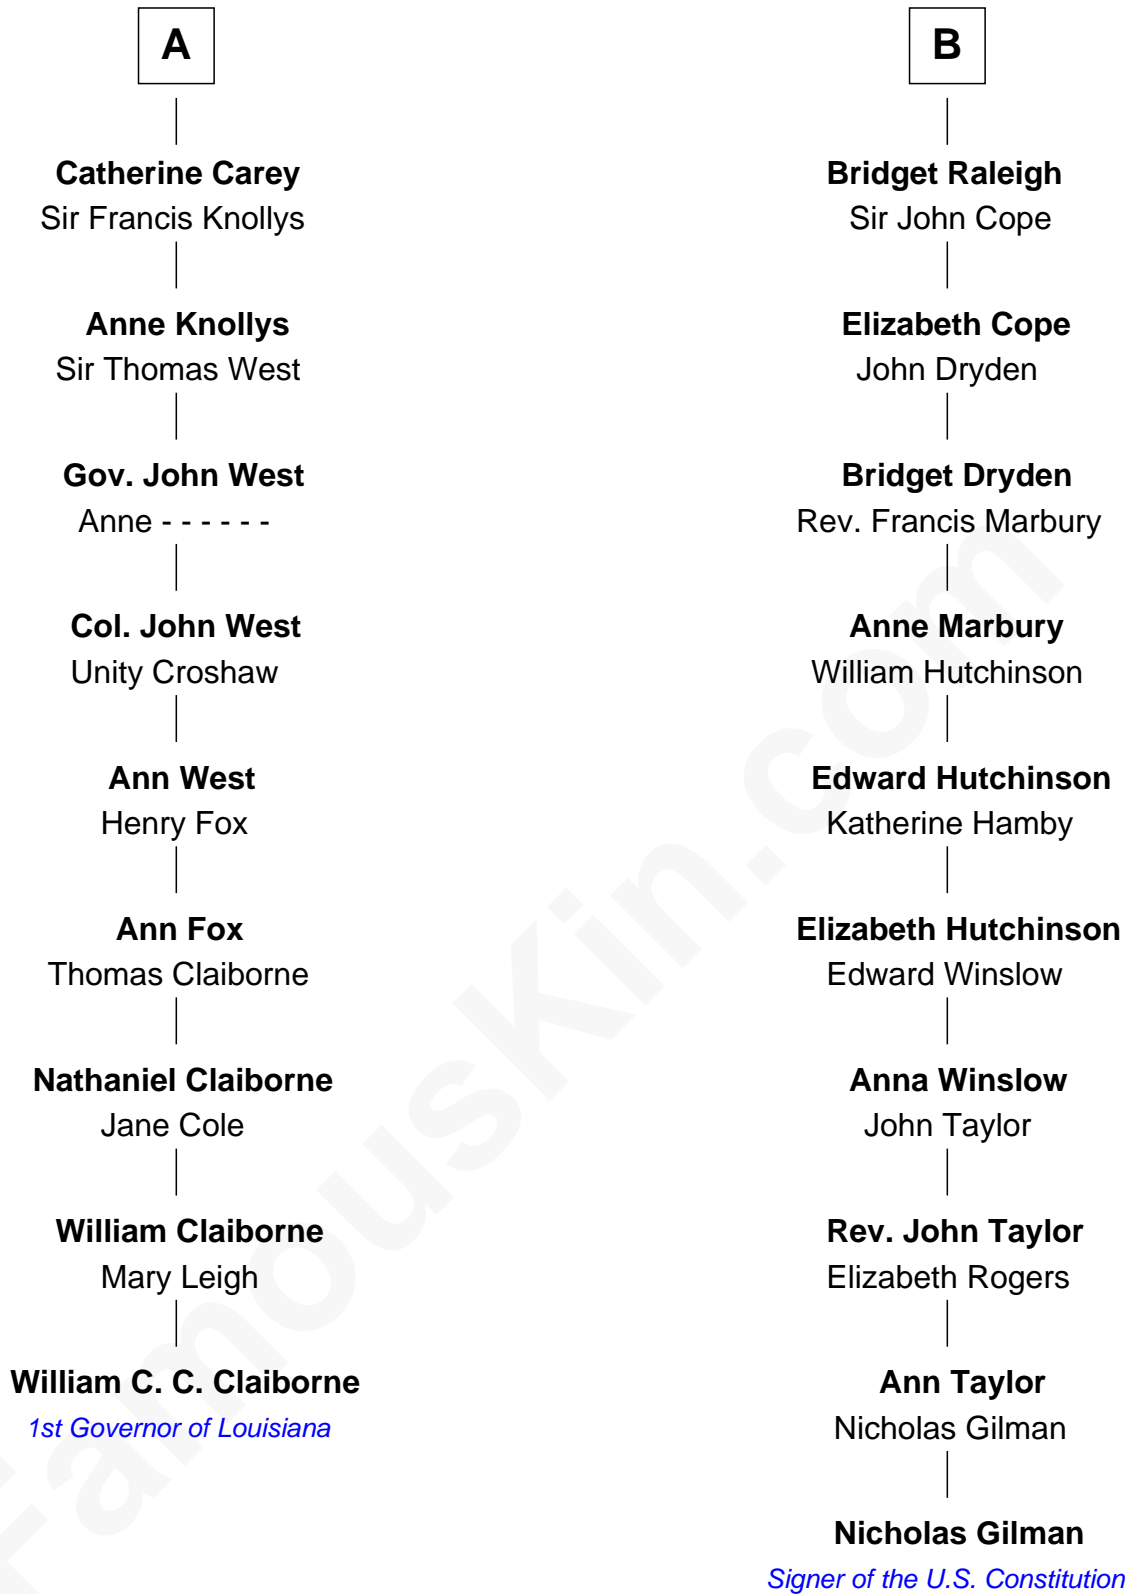 A
Catherine Carey
Sir Francis Knollys
Anne Knollys
Sir Thomas West
Gov. John West
Anne - - - - - -
Col. John West
Unity Croshaw
Ann West
Henry Fox
Ann Fox
Thomas Claiborne
Nathaniel Claiborne
Jane Cole
William Claiborne
Mary Leigh
William C. C. Claiborne
1st Governor of Louisiana
B
Bridget Raleigh
Sir John Cope
Elizabeth Cope
John Dryden
Bridget Dryden
Rev. Francis Marbury
Anne Marbury
William Hutchinson
Edward Hutchinson
Katherine Hamby
Elizabeth Hutchinson
Edward Winslow
Anna Winslow
John Taylor
Rev. John Taylor
Elizabeth Rogers
Ann Taylor
Nicholas Gilman
Nicholas Gilman
Signer of the U.S. Constitution
FamousKin.com